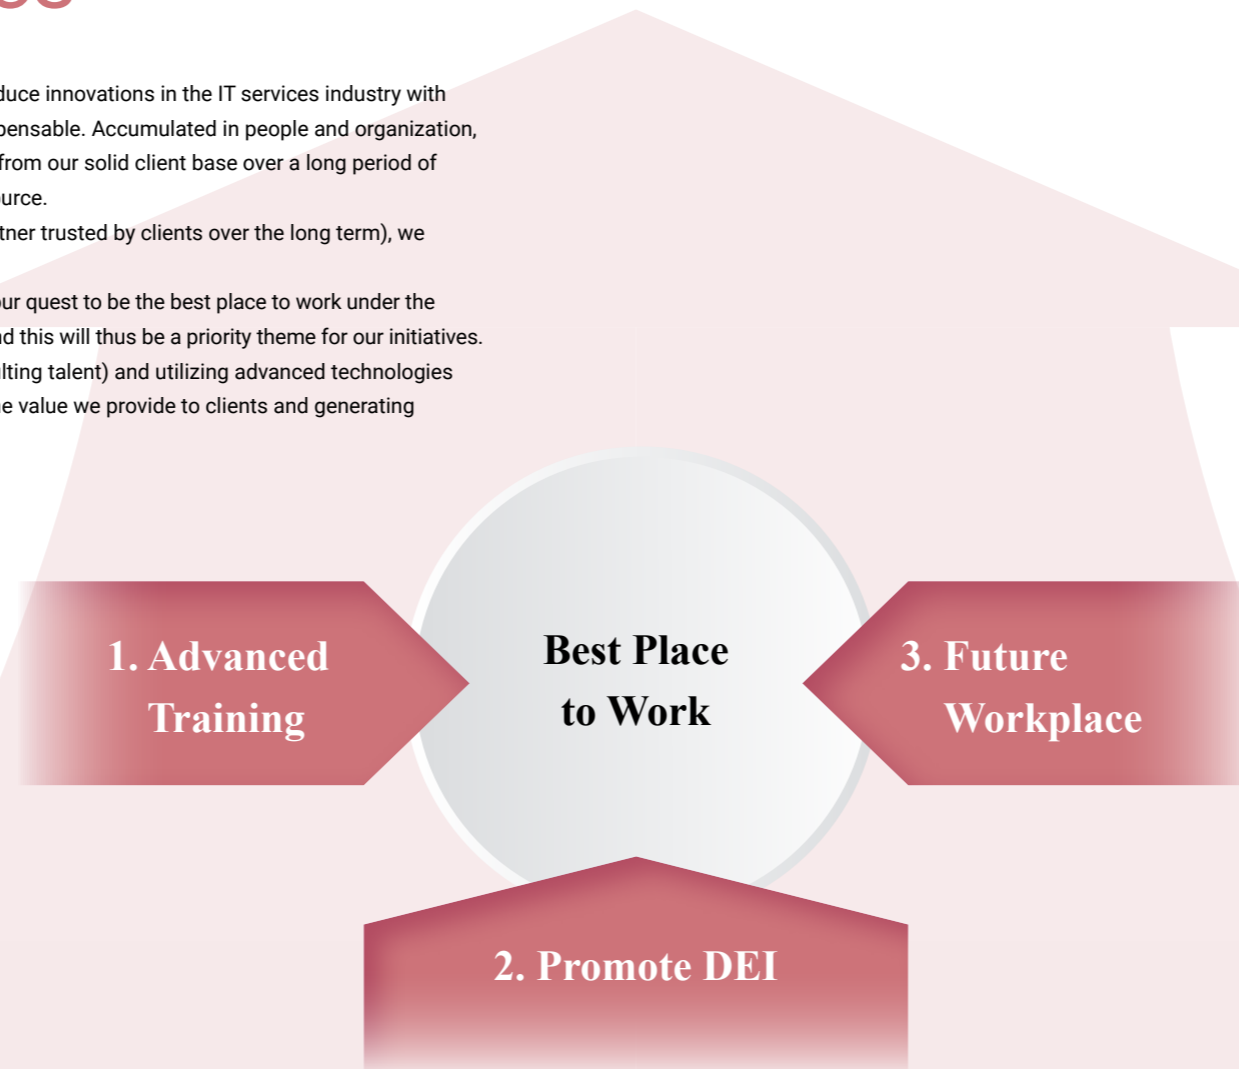 duce innovations in the IT services industry with
pensable. Accumulated in people and organization,
from our solid client base over a long period of
urce.
tner trusted by clients over the long term), we
our quest to be the best place to work under the
nd this will thus be a priority theme for our initiatives.
lting talent) and utilizing advanced technologies
e value we provide to clients and generating
Best Place
to Work
1. Advanced
Training
3. Future
Workplace
2. Promote DEI